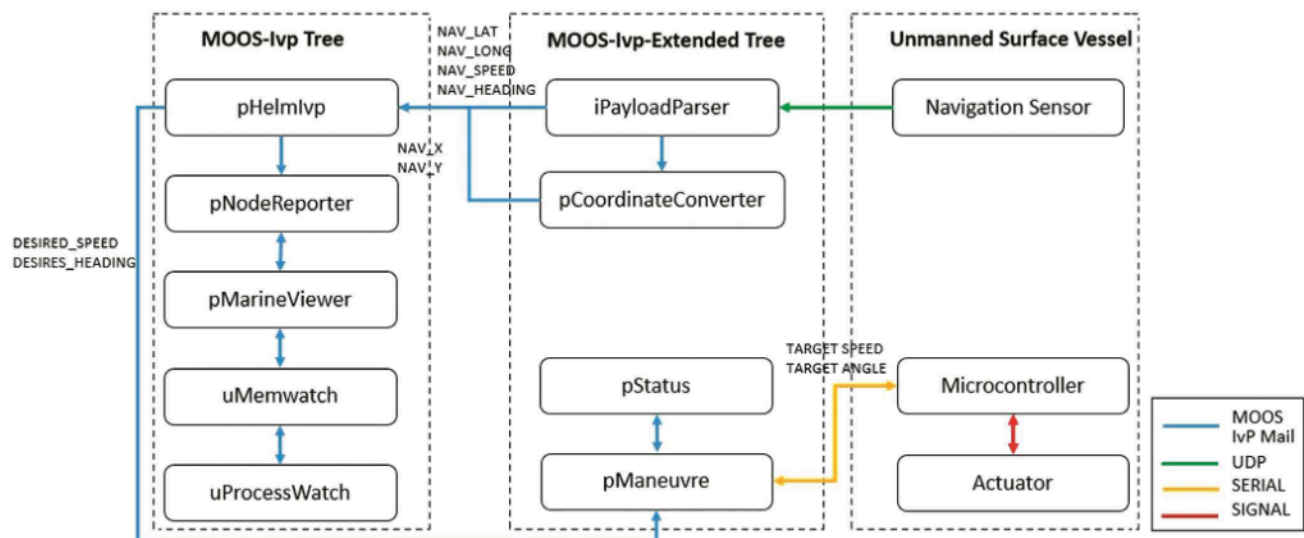 MOOS-Ivp Tree
NAV_LAT
NAV_LONG
NAV_SPEED
NAV_HEADING
MOOS-Ivp-Extended Tree
Unmanned Surface Vessel
pHelmIvp
iPayloadParser
Navigation Sensor
NAV_X
NAV_Y
pNodeReporter
pCoordinateConverter
DESIRED_SPEED
DESIRES_HEADING
pMarineViewer
TARGET SPEED
TARGET ANGLE
uMemwatch
pStatus
Microcontroller
uProcessWatch
pManeuvre
Actuator
MOOS
IvP Mail
UDP
SERIAL
SIGNAL